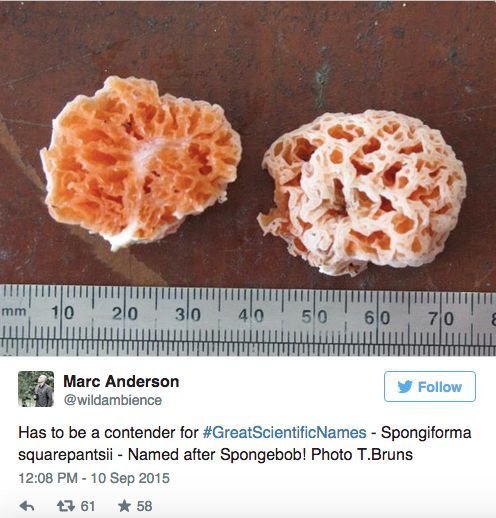 mm 10 20 30 40 50 60 70 8
Marc Anderson
@wildambience
Follow
Has to be a contender for #GreatScientificNames - Spongiforma
squarepantsii - Named after Spongebob! Photo T.Bruns
12:08 PM - 10 Sep 2015
61 58